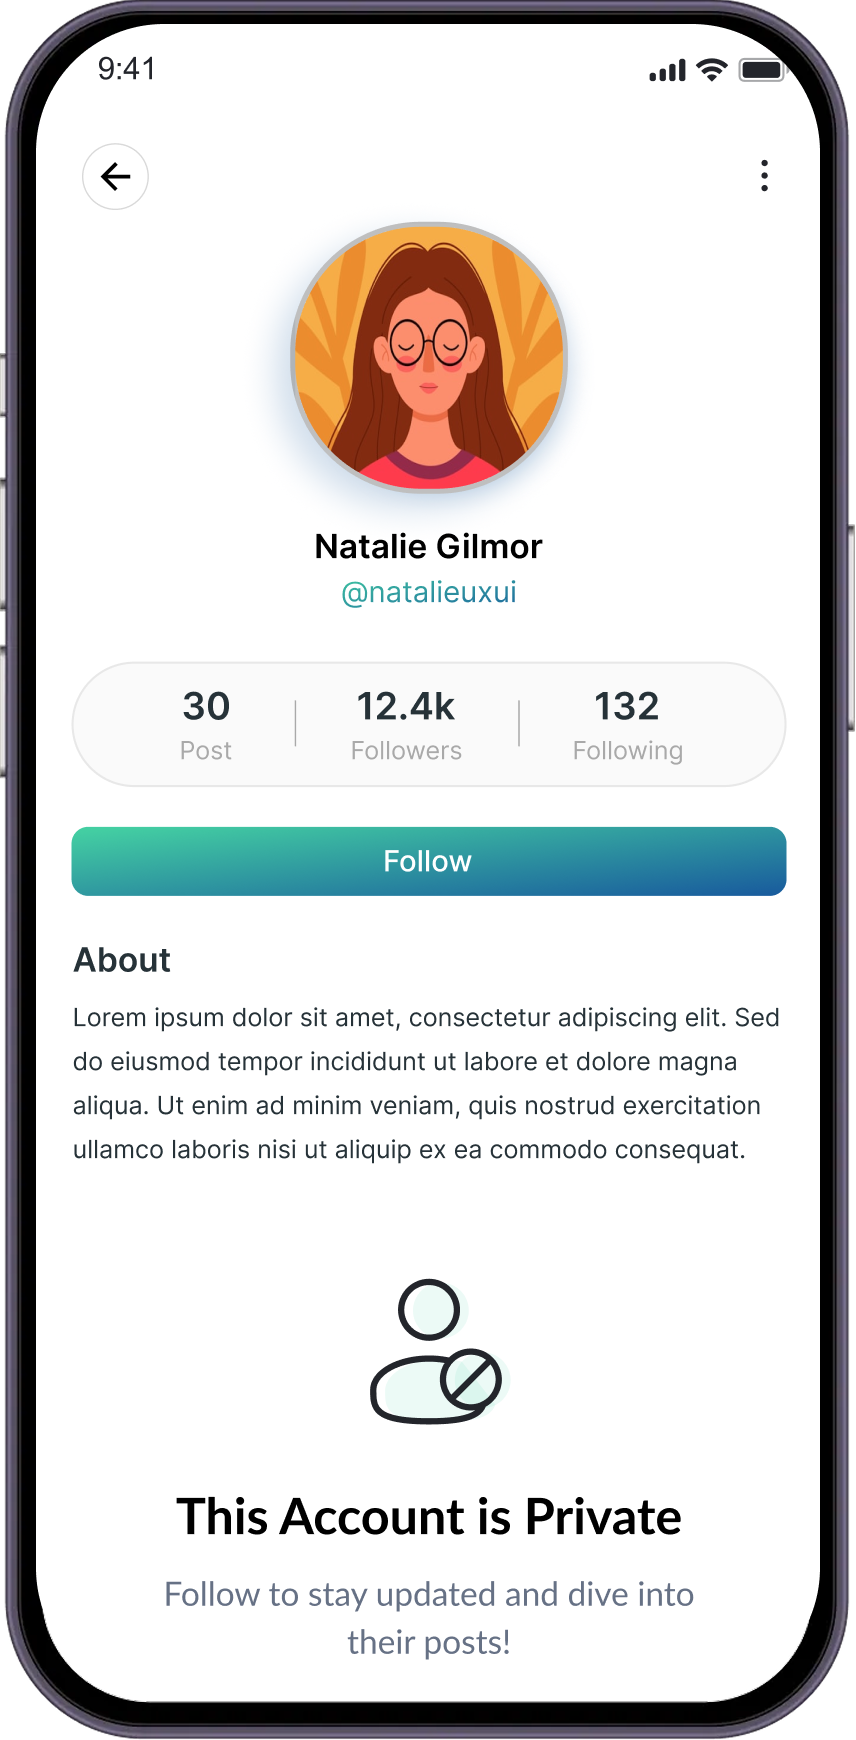 9:41
Natalie Gilmor
@natalieuxui
30 12.4k 132
Post Followers Following
Follow
About
Lorem ipsum dolor sit amet, consectetur adipiscing elit. Sed
do eiusmod tempor incididunt ut labore et dolore magna
aliqua. Ut enim ad minim veniam, quis nostrud exercitation
ullamco laboris nisi ut aliquip ex ea commodo consequat.
This Account is Private
Follow to stay updated and dive into
their posts!